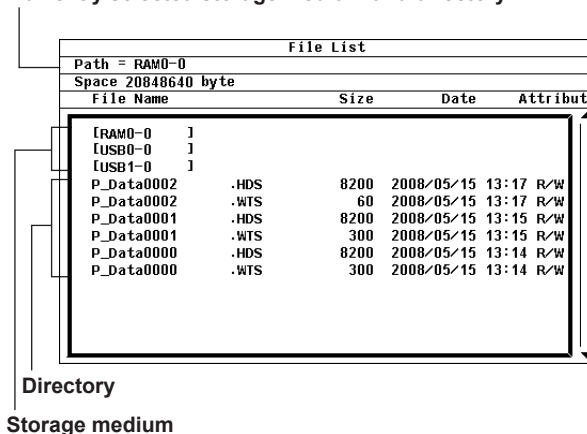 File List
Path = RAM0-0
Space 20848640 byte
File Name Size Date Attribut
[RAM0-0 ]
[USB0-0 ]
[USB1-0 ]
P_Data0002 .HDS 8200 2008/05/15 13:17 R/W
P_Data0002 .WTS 60 2008/05/15 13:17 R/W
P_Data0001 .HDS 8200 2008/05/15 13:15 R/W
P_Data0001 .WTS 300 2008/05/15 13:15 R/W
P_Data0000 .HDS 8200 2008/05/15 13:14 R/W
P_Data0000 .WTS 300 2008/05/15 13:14 R/W
Directory
Storage medium